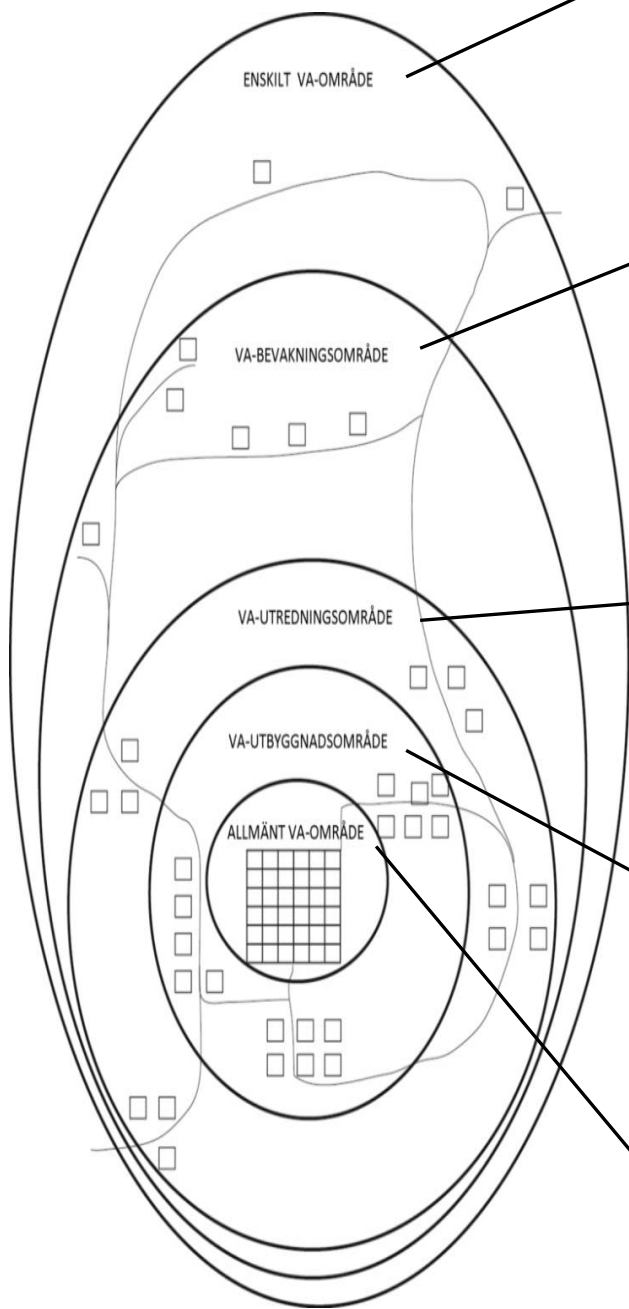 ENSKILT VA-OMRÅDE
VA-BEVAKNINGSOMRÅDE
VA-UTREDNINGSOMRÅDE
VA-UTBYGGNADSOMRÅDE
ALLMÄNT VA-OMRÅDE